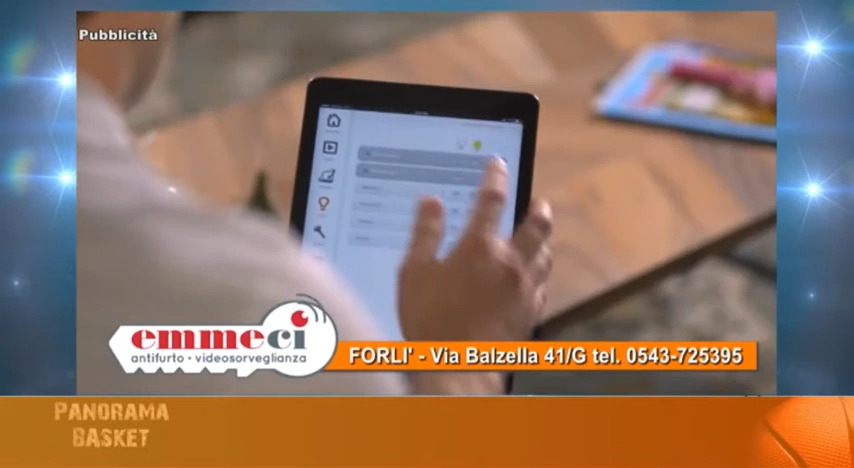 Pubblicità
emmeci
antifurto • videosorveglianza
FORLI' - Via Balzella 41/G tel. 0543-725395
PANORAMA
BASKET